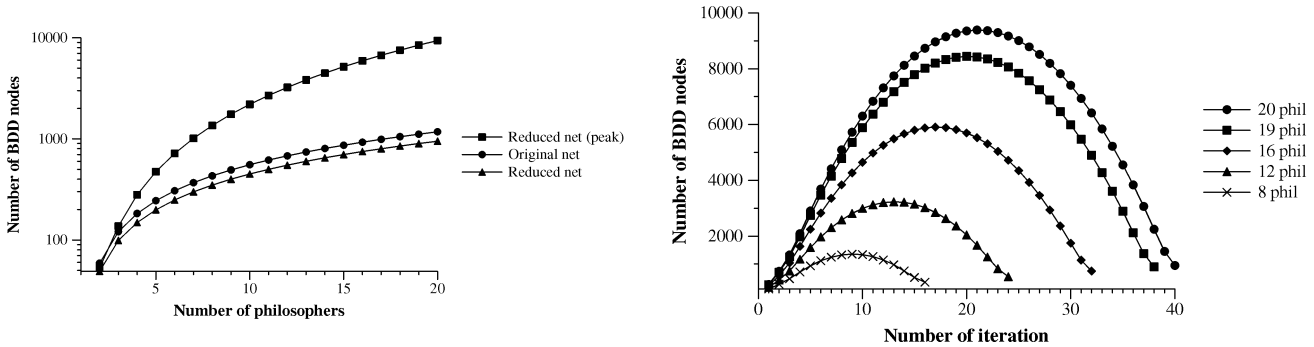 10000
1000
100
5
10
15
20
Number of BDD nodes
Number of philosophers
Reduced net (peak)
Original net
Reduced net
10000
8000
6000
4000
2000
0
10
20
30
40
Number of BDD nodes
Number of iteration
20 phil
19 phil
16 phil
12 phil
8 phil